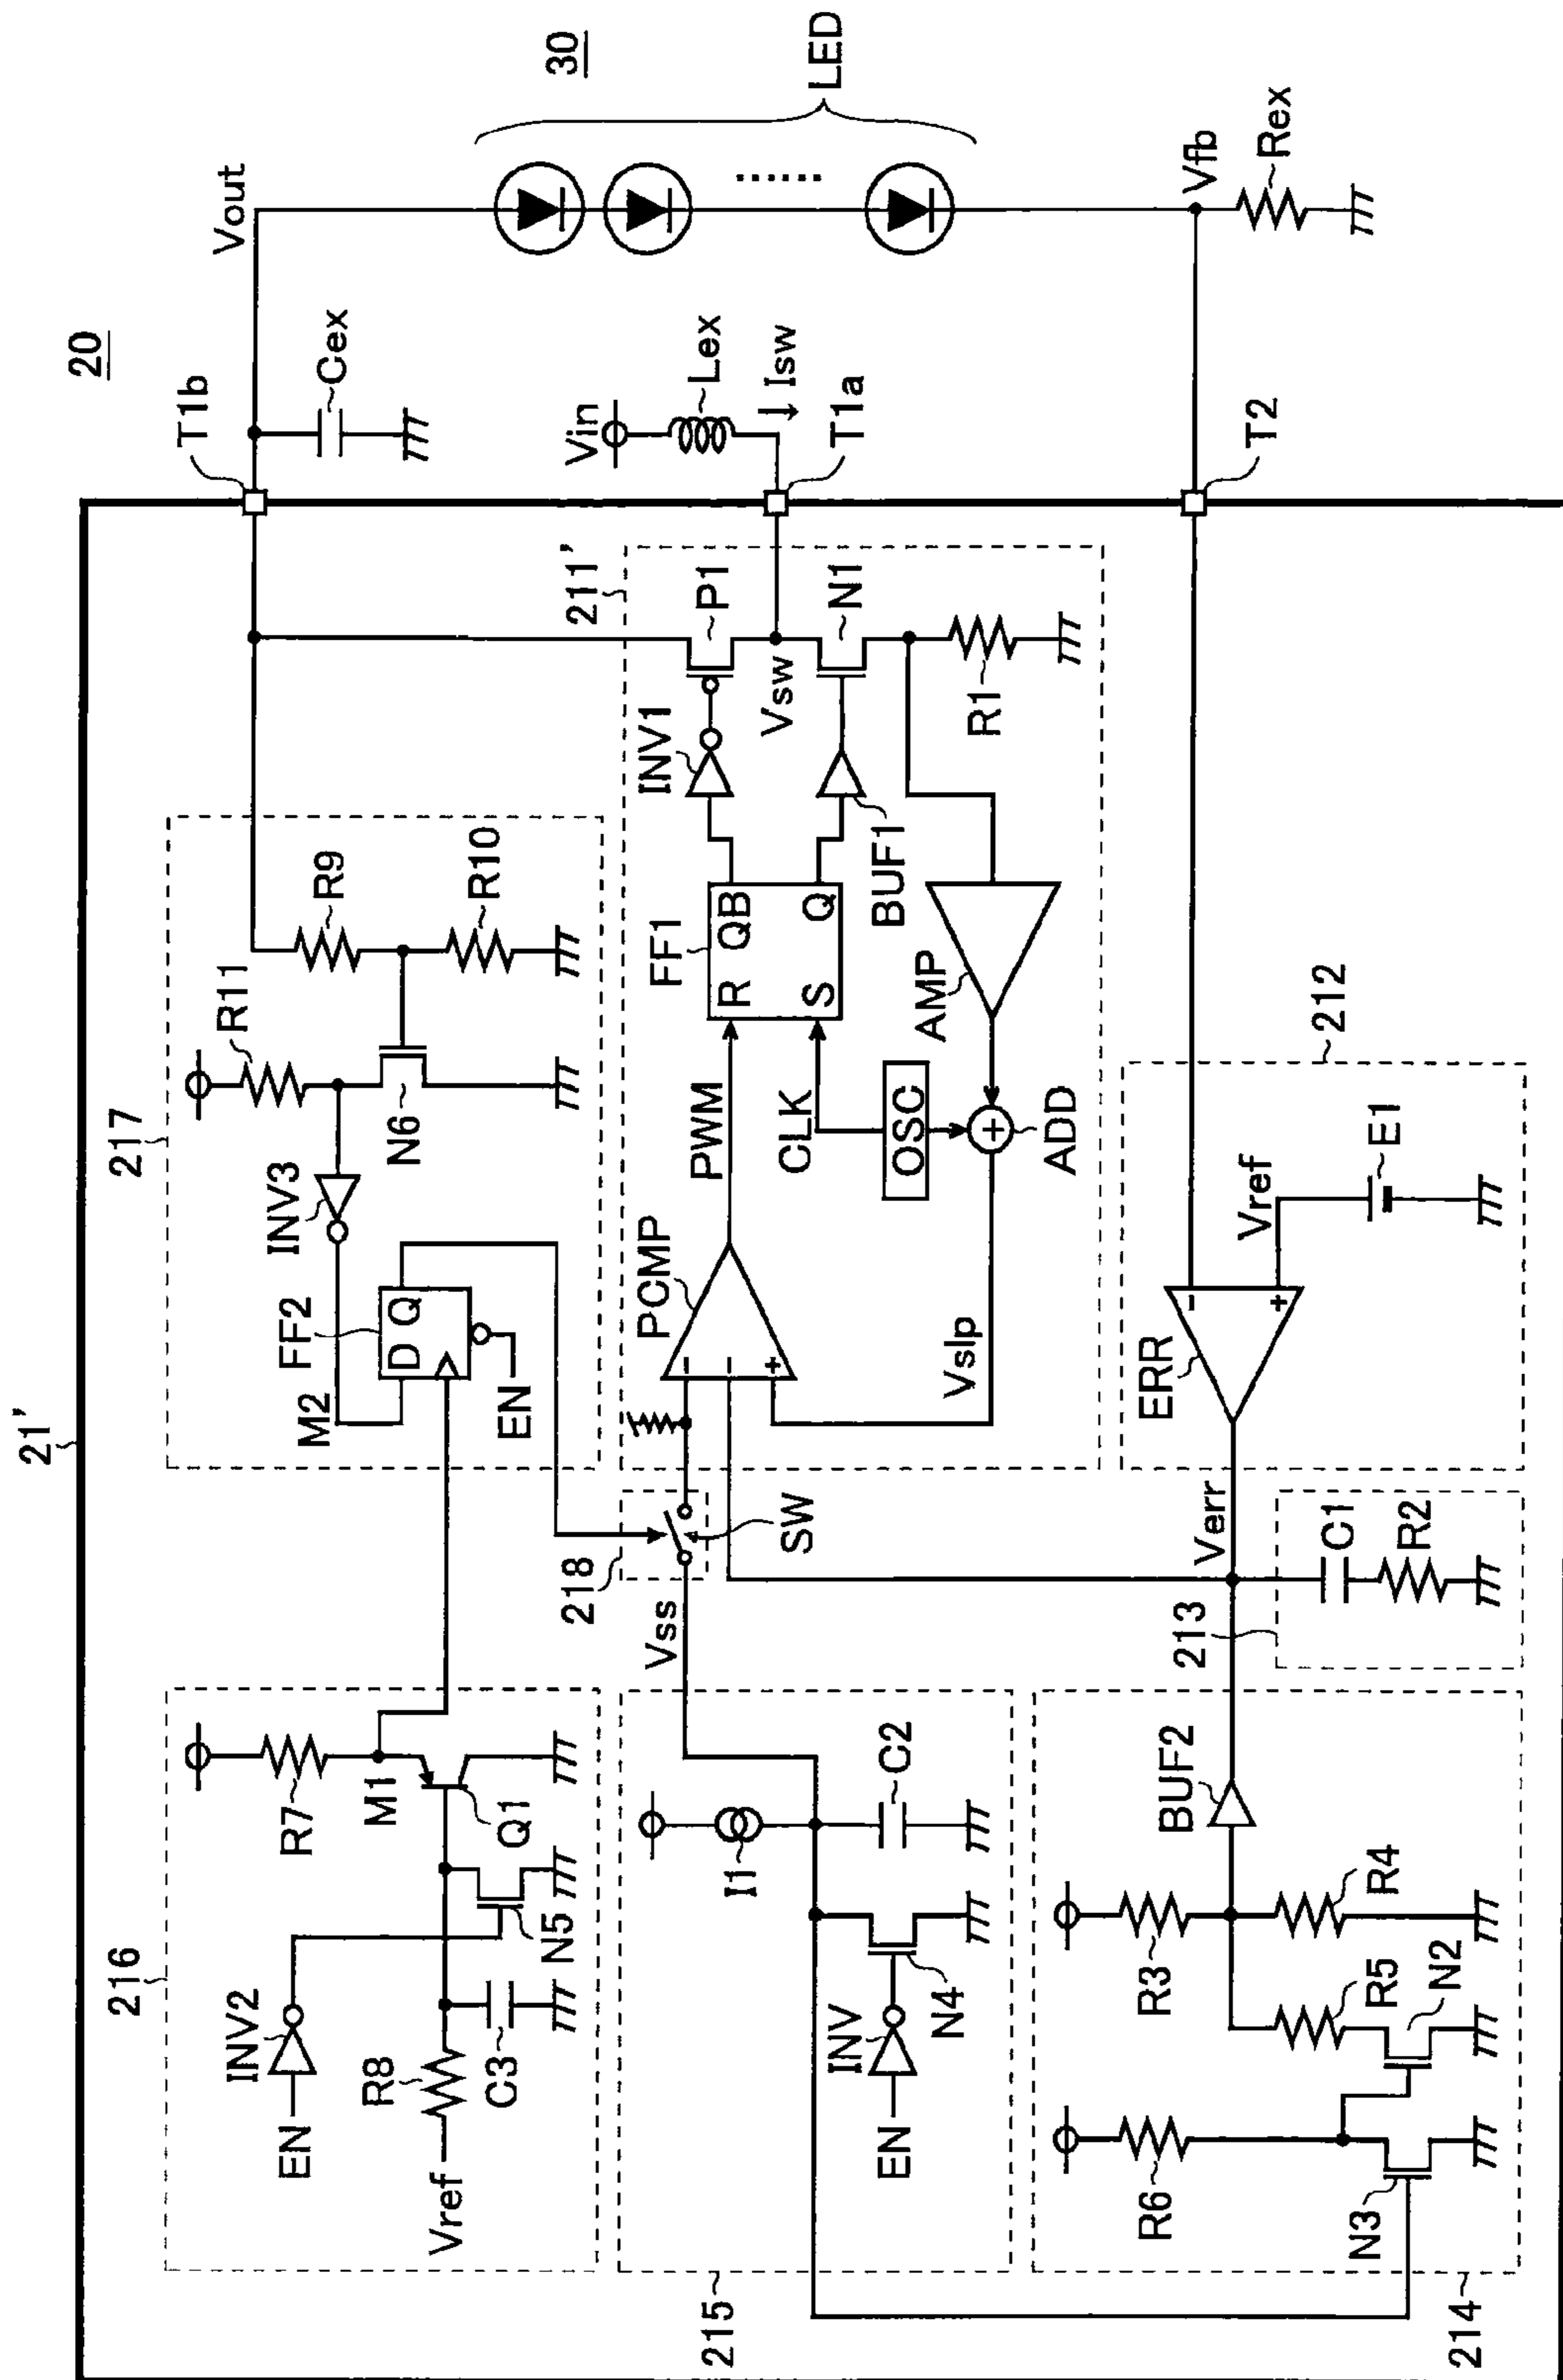 20
21'
216
INV2
EN
R8
Vref
C3
N5
R7
M1
Q1
217
R11
INV3
N6
R9
R10
FF2
M2
D Q
EN
T1b
Cex
Vout
30
LED
Vin
Lex
Isw
T1a
218
SW
Vss
211'
PCMP
PWM
CLK
FF1
R QB
S Q
INV1
P1
Vsw
N1
BUF1
R1
AMP
OSC
ADD
Vslp
215
I1
C2
INV
EN
N4
214
R6
N3
R3
R5
N2
R4
BUF2
213
Verr
C1
R2
212
ERR
Vref
E1
T2
Vfb
Rex